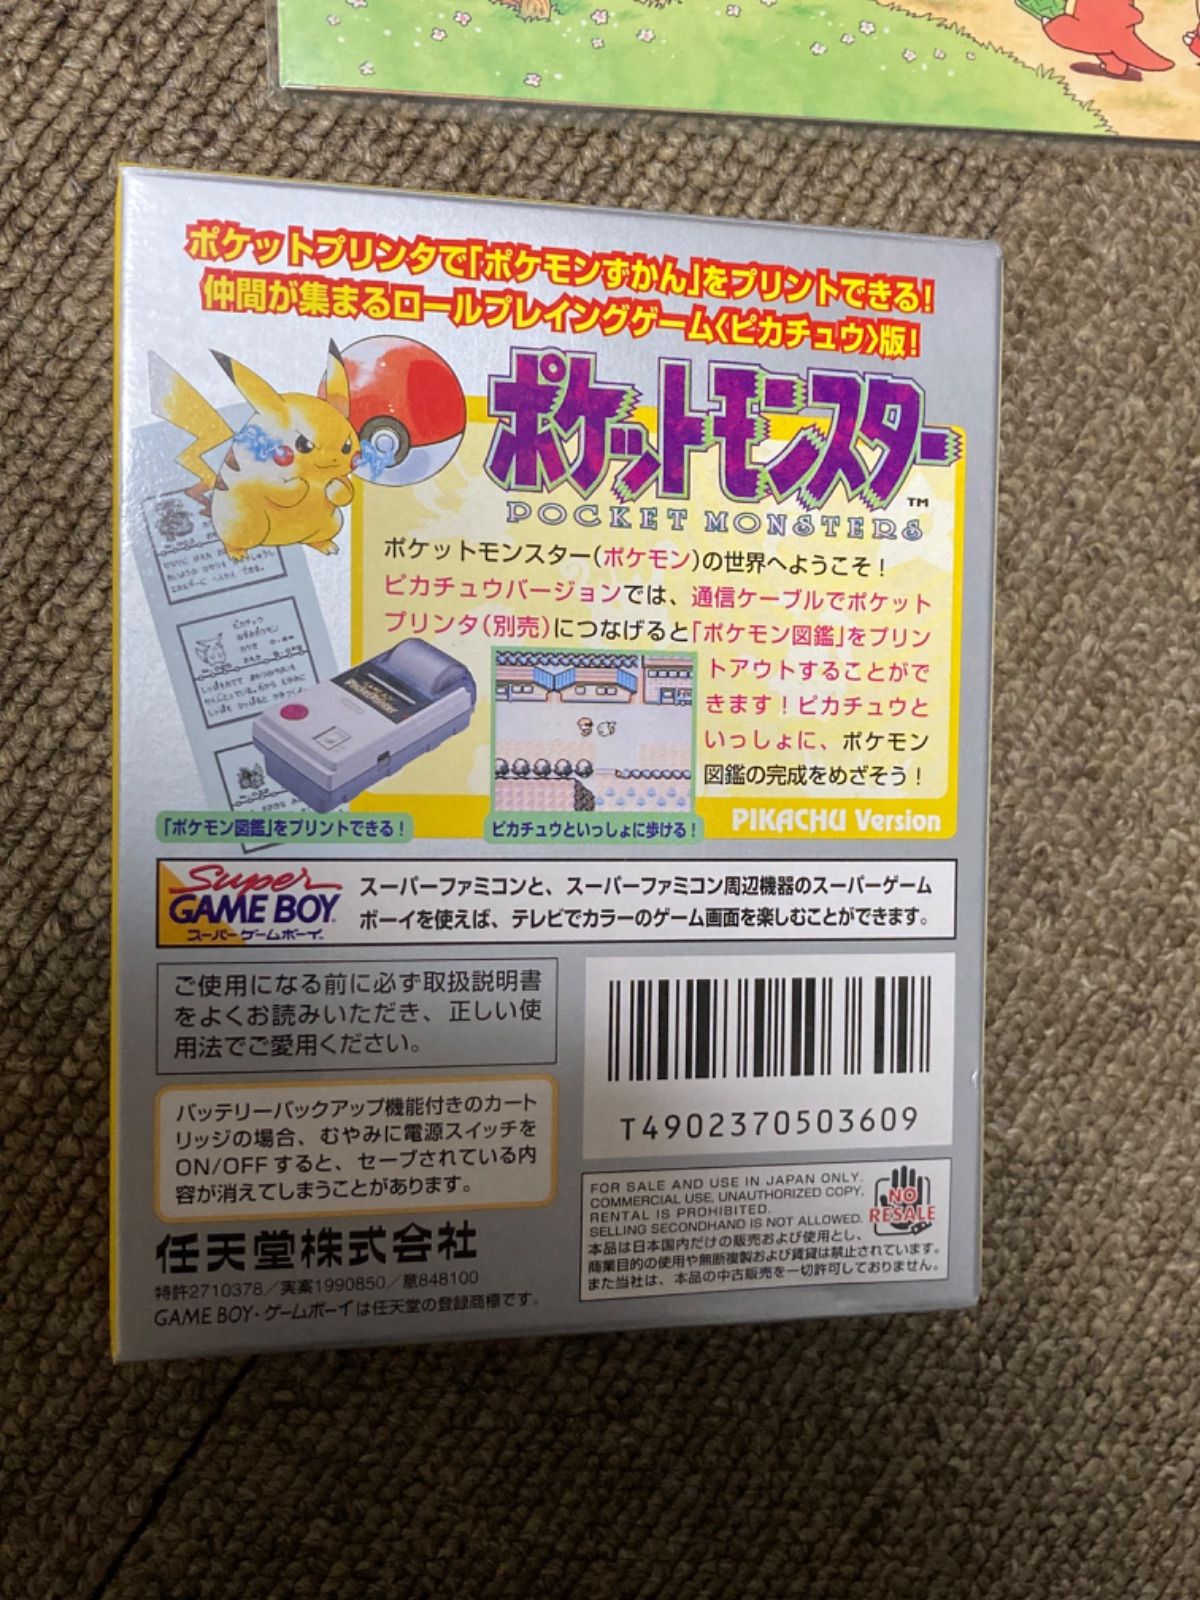 ポケットプリンタで「ポケモンずかん」をプリントできる！
仲間が集まるロールプレイングゲーム〈ピカチュウ〉版！
ポケットモンスター™
POCKET MONSTERS
ポケットモンスター(ポケモン)の世界へようこそ！
ピカチュウバージョンでは、通信ケーブルでポケット
プリンタ(別売)につなげると「ポケモン図鑑」をプリン
トアウトすることがで
きます！ピカチュウと
いっしょに、ポケモン
図鑑の完成をめざそう！
ピカチュウ
ねずみポケモン
「ポケモン図鑑」をプリントできる！
ピカチュウといっしょに歩ける！
PIKACHU Version
Super
GAME BOY.
スーパーゲームボーイ™
スーパーファミコンと、スーパーファミコン周辺機器のスーパーゲーム
ボーイを使えば、テレビでカラーのゲーム画面を楽しむことができます。
ご使用になる前に必ず取扱説明書
をよくお読みいただき、正しい使
用法でご愛用ください。
バッテリーバックアップ機能付きのカート
リッジの場合、むやみに電源スイッチを
ON/OFFすると、セーブされている内
容が消えてしまうことがあります。
任天堂株式会社
特許2710378／実案1990850／意848100
GAME BOY・ゲームボーイは任天堂の登録商標です。
T4902370503609
FOR SALE AND USE IN JAPAN ONLY.
COMMERCIAL USE, UNAUTHORIZED COPY,
RENTAL IS PROHIBITED.
SELLING SECONDHAND IS NOT ALLOWED.
NO
RESALE
本品は日本国内だけの販売および使用とし、
商業目的の使用や無断複製および賃貸は禁止されています。
また当社は、本品の中古販売を一切許可しておりません。